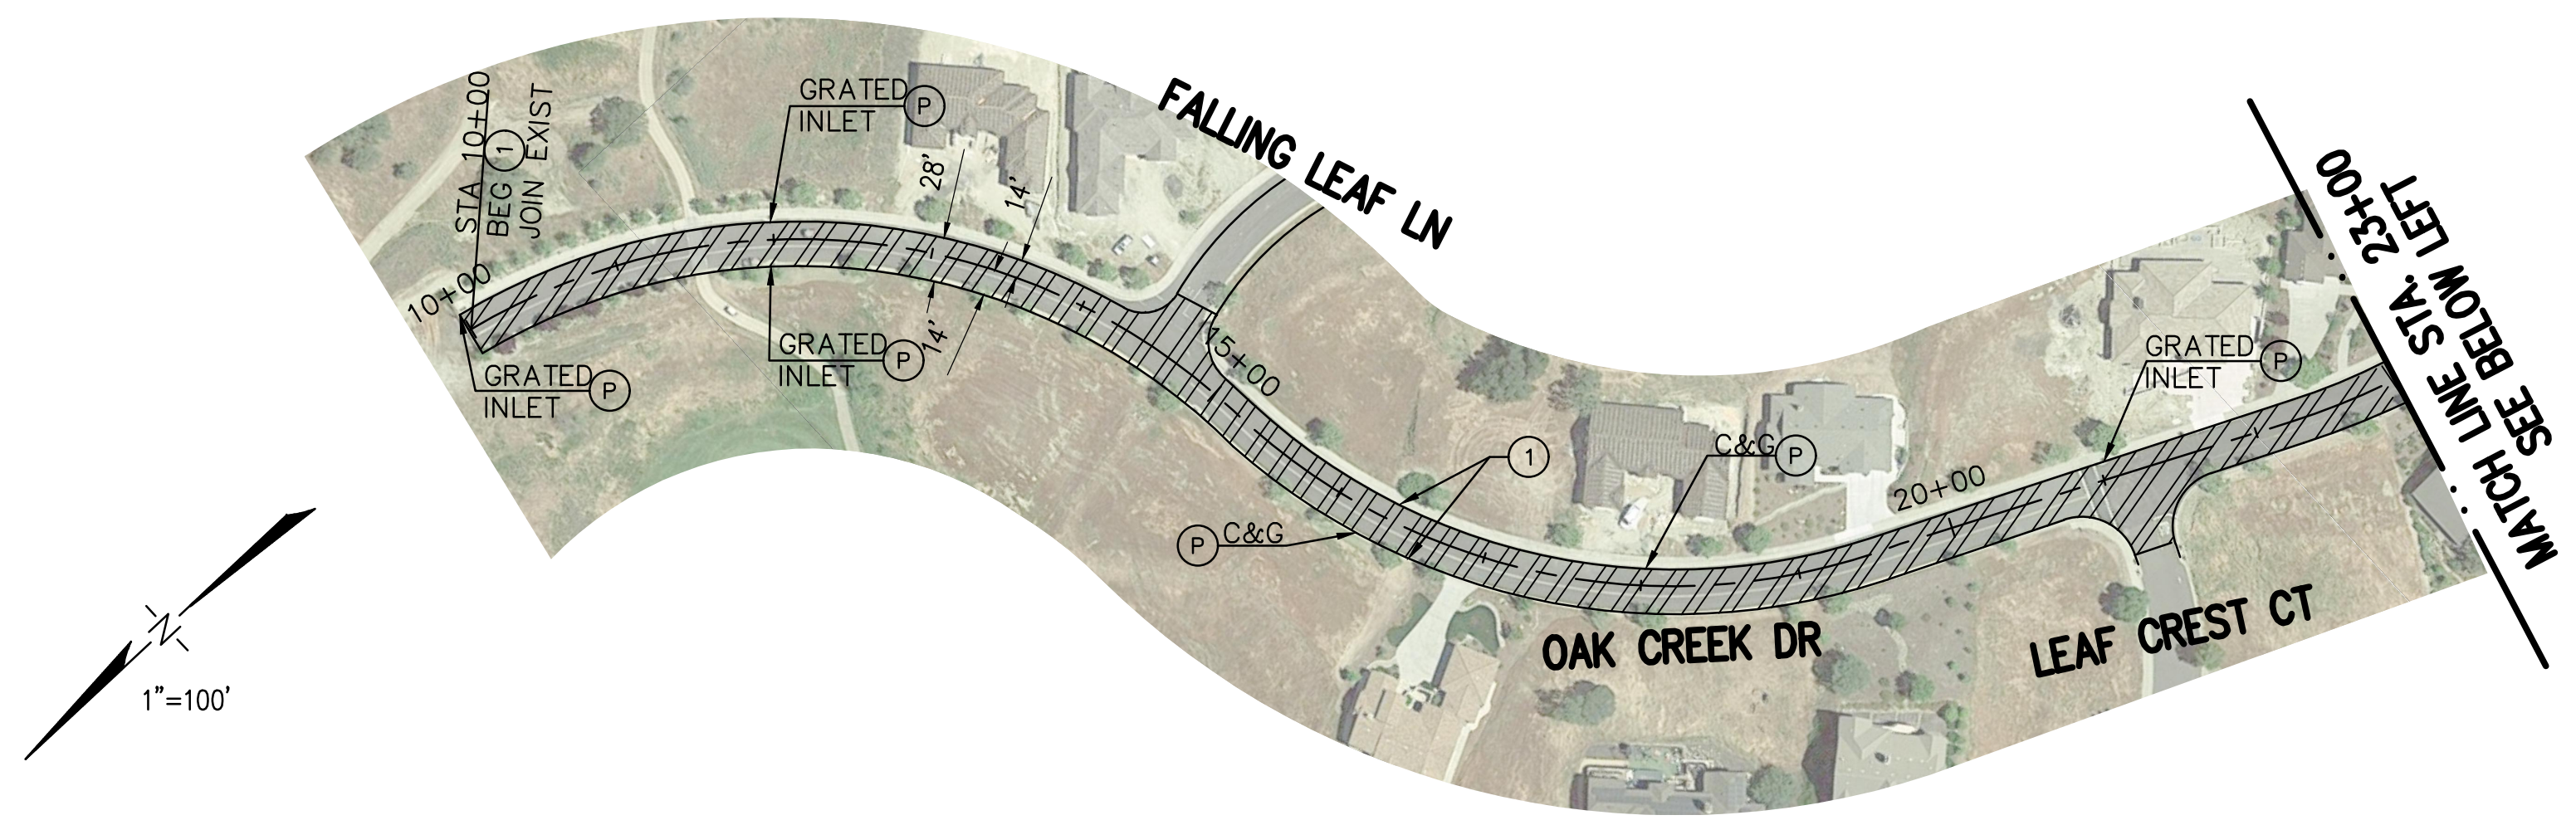 STA 10+00
BEG 1
JOIN EXIST
10+00
GRATED P
INLET
GRATED P
INLET
GRATED P
INLET
28'
14'
14'
FALLING LEAF LN
15+00
1
C&G P
P C&G
20+00
GRATED P
INLET
OAK CREEK DR
LEAF CREST CT
MATCH LINE STA. 23+00
SEE BELOW LEFT
N
1"=100'